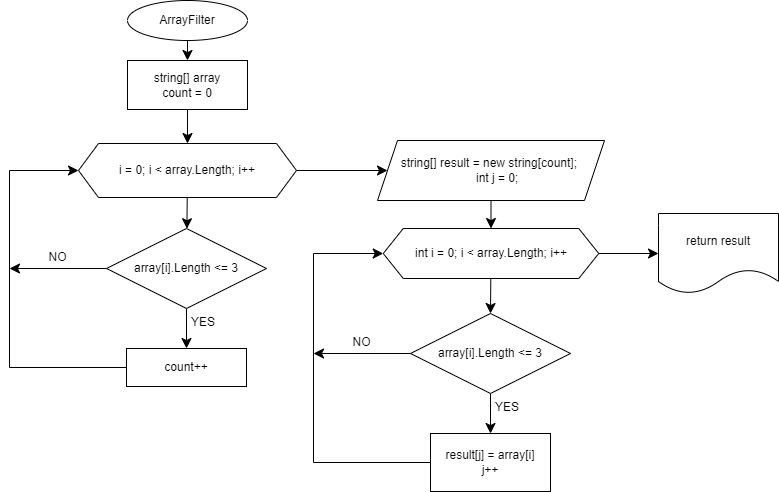 ArrayFilter
string[] array
count = 0
i = 0; i < array.Length; i++
NO
array[i].Length <= 3
YES
count++
string[] result = new string[count];
int j = 0;
int i = 0; i < array.Length; i++
return result
NO
array[i].Length <= 3
YES
result[j] = array[i]
j++